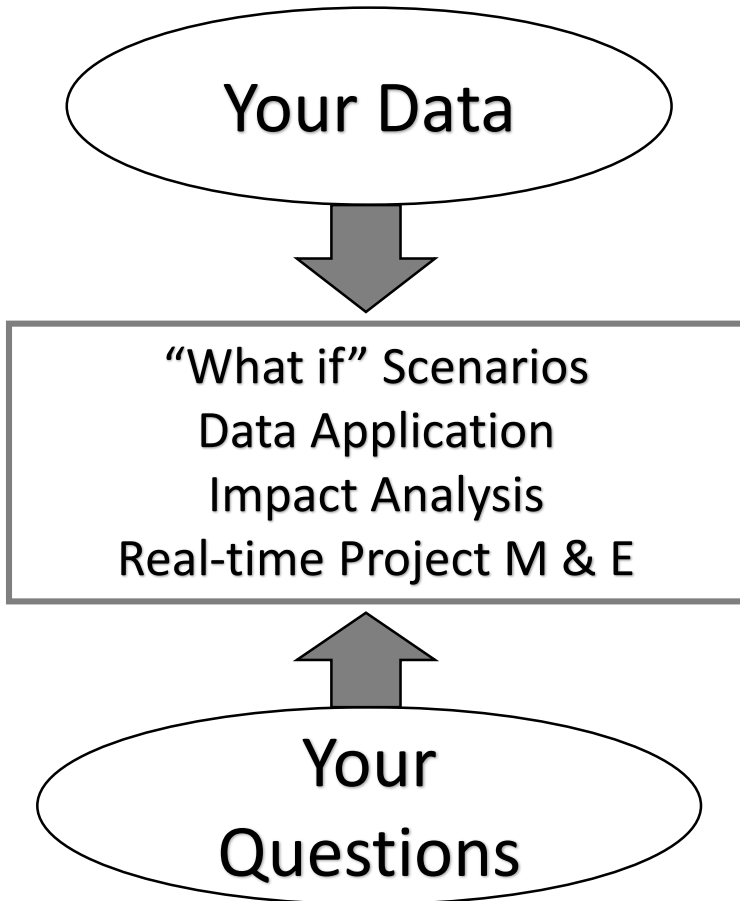 Your Data
“What if” Scenarios
Data Application
Impact Analysis
Real-time Project M & E
Your
Questions